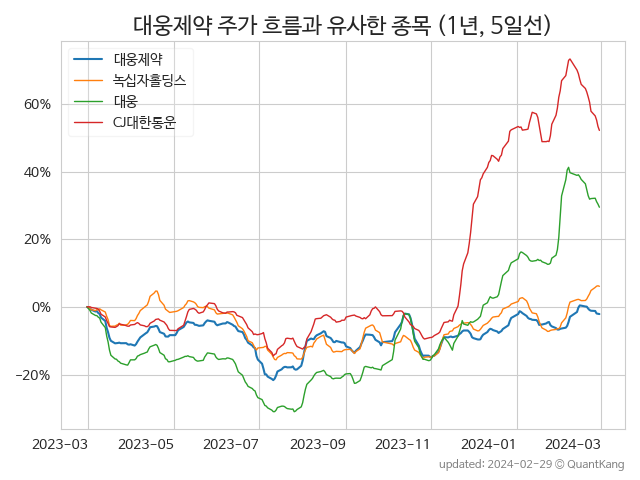 대웅제약 주가 흐름과 유사한 종목 (1년, 5일선)
대웅제약
녹십자홀딩스
대웅
CJ대한통운
60%
40%
20%
0%
−20%
2023-03 2023-05 2023-07 2023-09 2023-11 2024-01 2024-03
updated: 2024-02-29 © QuantKang